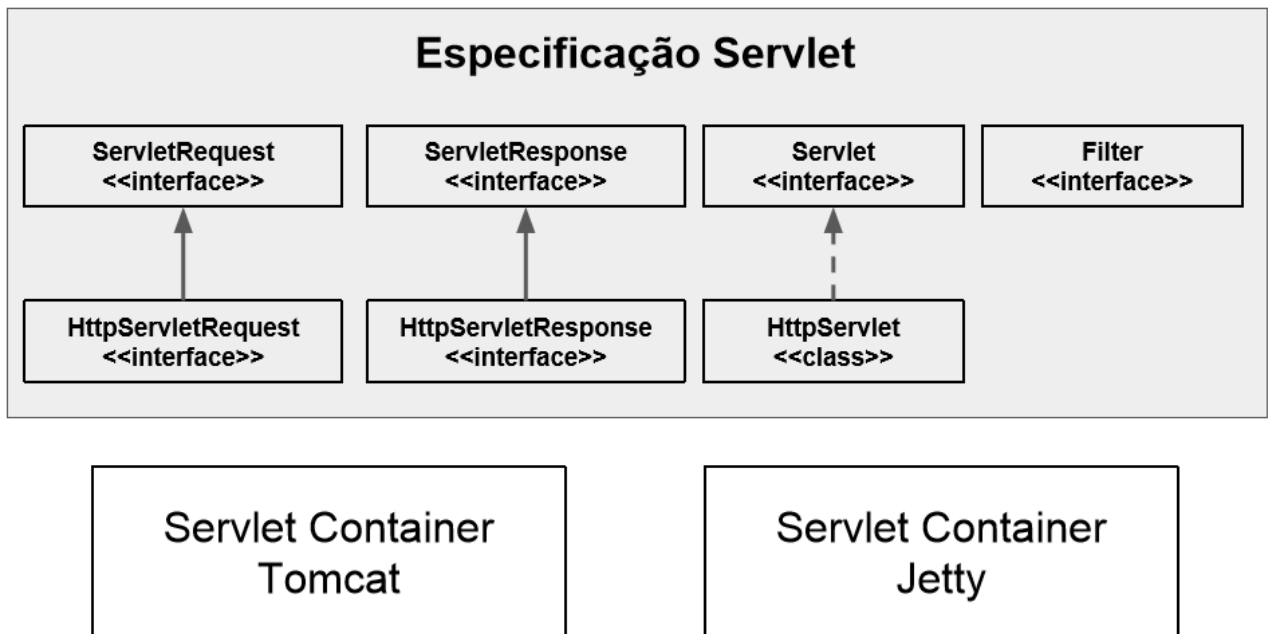 Especificação Servlet
ServletRequest
<<interface>>
ServletResponse
<<interface>>
Servlet
<<interface>>
Filter
<<interface>>
HttpServletRequest
<<interface>>
HttpServletResponse
<<interface>>
HttpServlet
<<class>>
Servlet Container
Tomcat
Servlet Container
Jetty